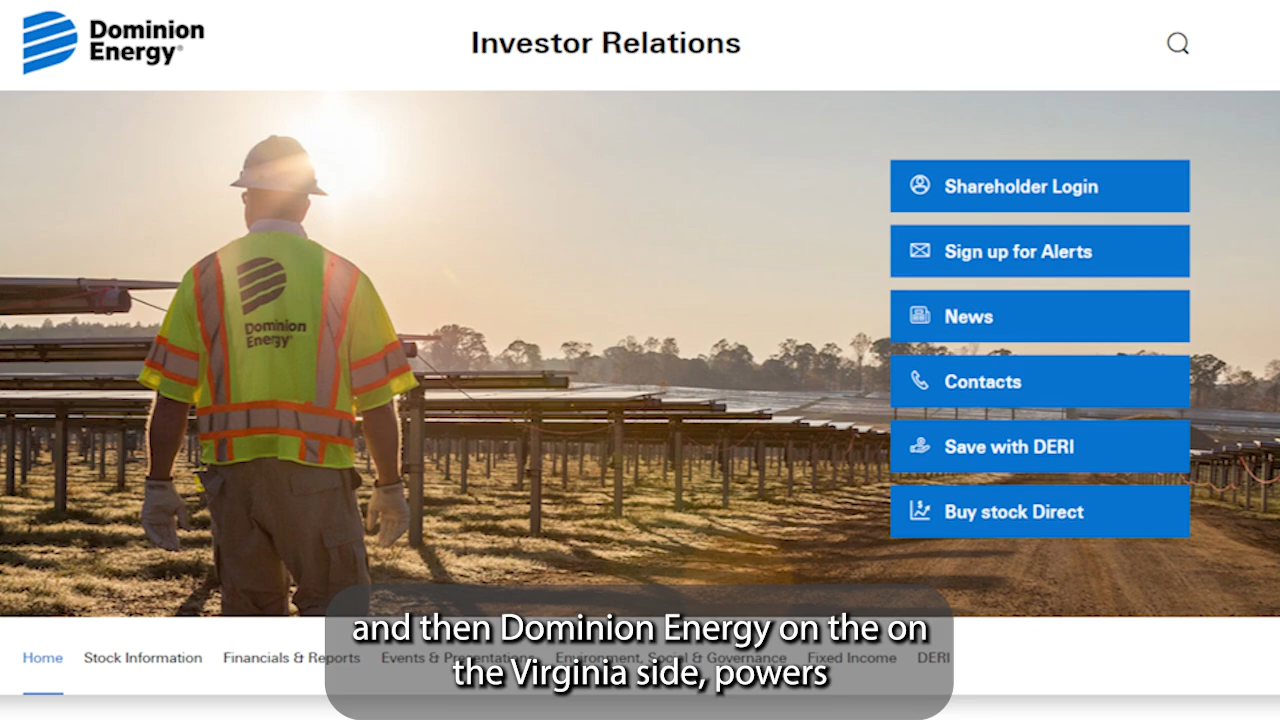 Dominion
Energy®
Investor Relations
Shareholder Login
Sign up for Alerts
News
Contacts
Save with DERI
Buy stock Direct
Dominion
Energy®
Home Stock Information Financials & Reports Events & Presentations Environment, Social & Governance Fixed Income DERI
and then Dominion Energy on the on
the Virginia side, powers